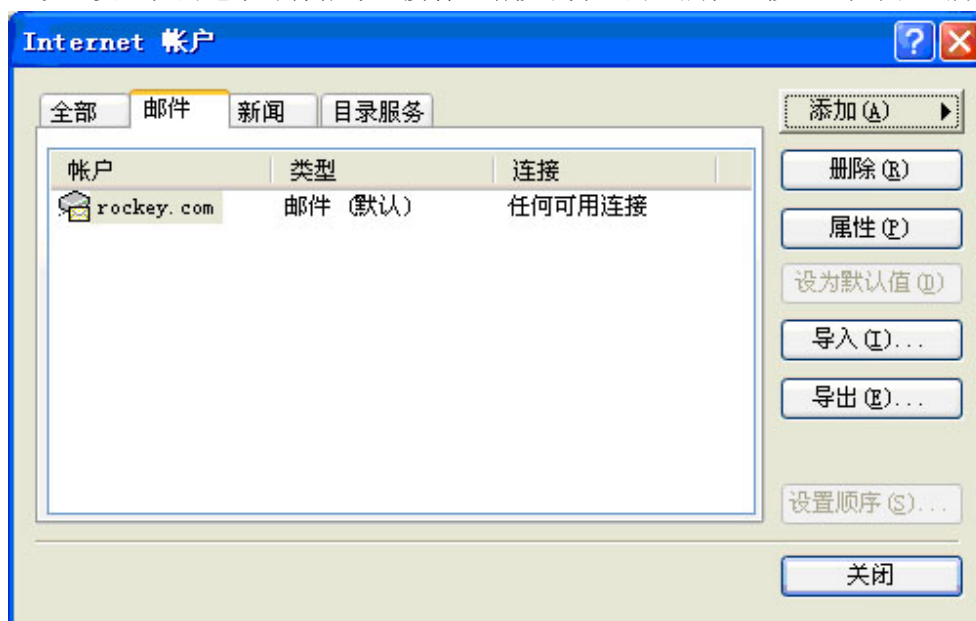 Internet 帐户
全部 邮件 新闻 目录服务
添加(A)
帐户 类型 连接
删除(R)
rockey.com 邮件 (默认) 任何可用连接
属性(P)
设为默认值(D)
导入(I)...
导出(E)...
设置顺序(S)...
关闭